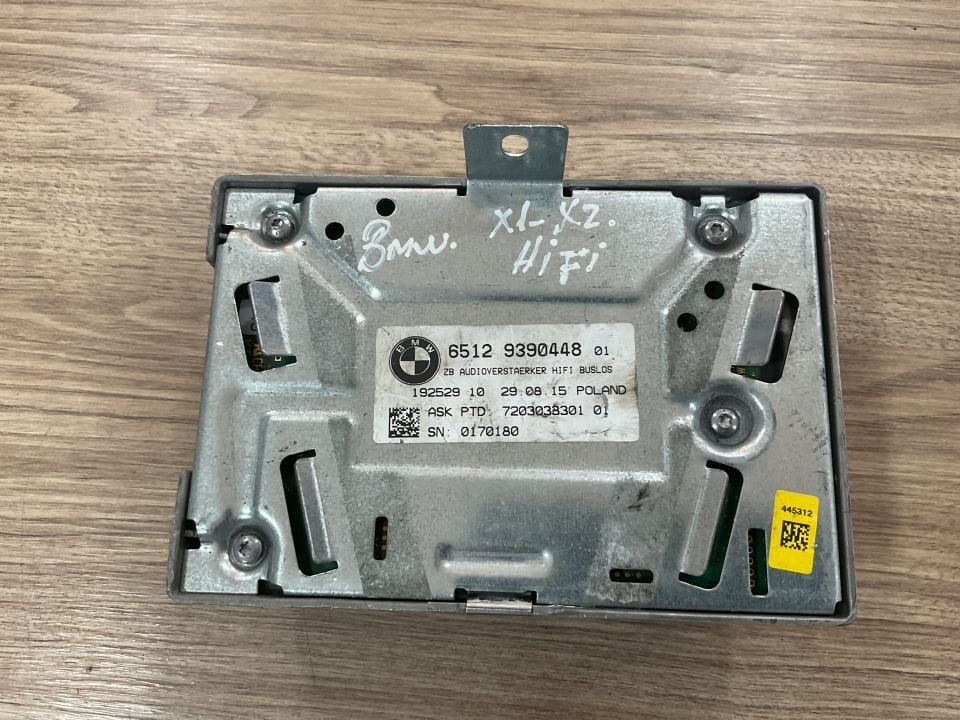 Bmw. X1-X2.
HiFi
BMW
6512 9390448 01
ZB AUDIOVERSTAERKER HIFI BUSLOS
192529 10 29.08.15 POLAND
ASK PTD: 7203038301 01
SN: 0170180
445312